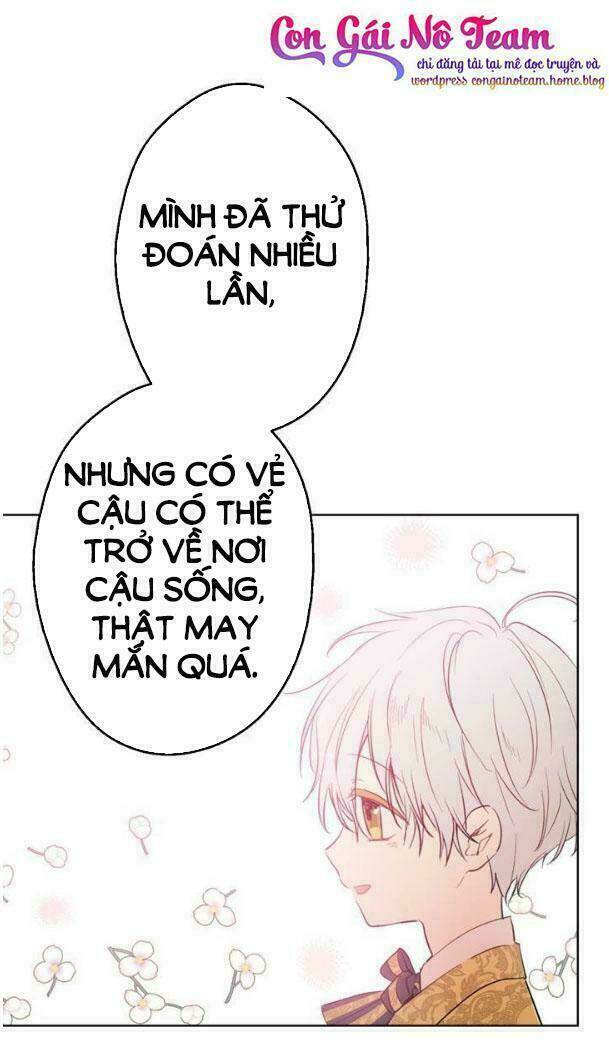 Con Gái Nô Team
chỉ đăng tải tại mê đọc truyện và
wordpress congainoteam.home.blog
MÌNH ĐÃ THỬ
ĐOÁN NHIỀU
LẦN,
NHƯNG CÓ VẺ
CẬU CÓ THỂ
TRỞ VỀ NƠI
CẬU SỐNG,
THẬT MAY
MẮN QUÁ.